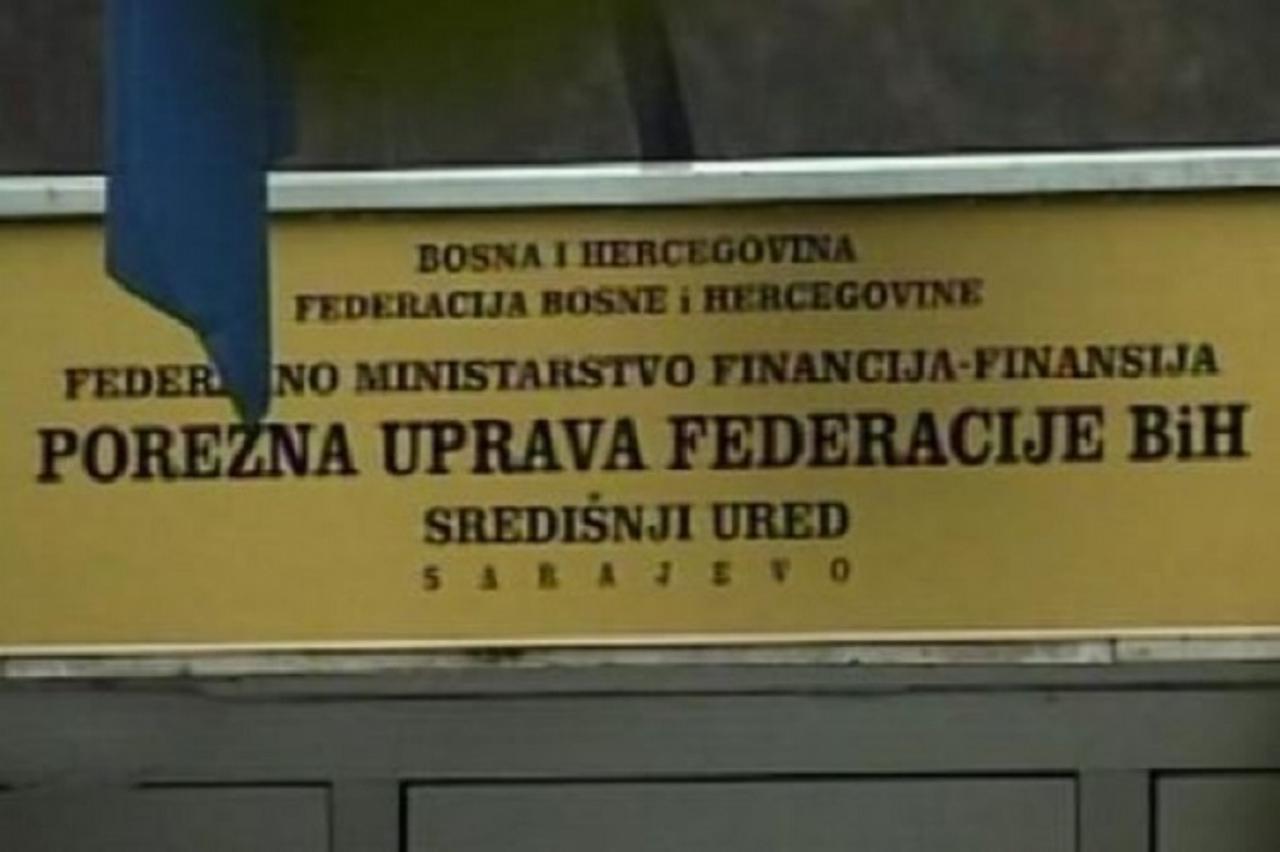 BOSNA I HERCEGOVINA
FEDERACIJA BOSNE i HERCEGOVINE
MINISTARSTVO FINANCIJA-FINANSIJA
POREZNA UPRAVA FEDERACIJE BiH
SREDIŠNJI URED
SARAJEVO